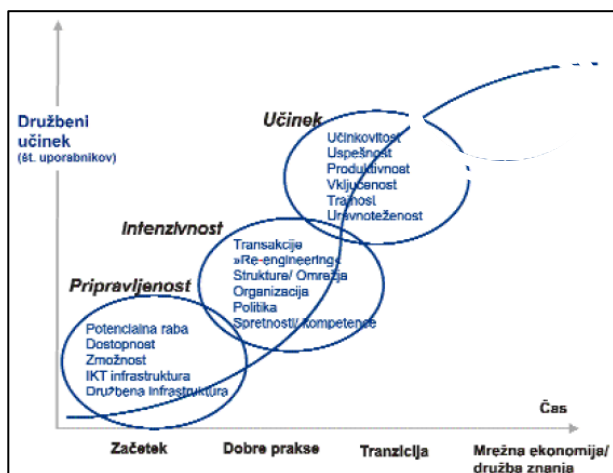 Družbeni
učinek
(št. uporabnikov)
Učinek
Učinkovitost
Uspešnost
Produktivnost
Vključenost
Trajnost
Uravnoteženost
Intenzivnost
Transakcije
»Re-engineering«
Struktura/ Omrežja
Organizacija
Politika
Spretnosti/ kompetence
Pripravljenost
Potencialna raba
Dostopnost
Zmožnost
IKT infrastruktura
Družbena infrastruktura
Čas
Začetek
Dobre prakse
Tranzicija
Mrežna ekonomija/
družba znanja